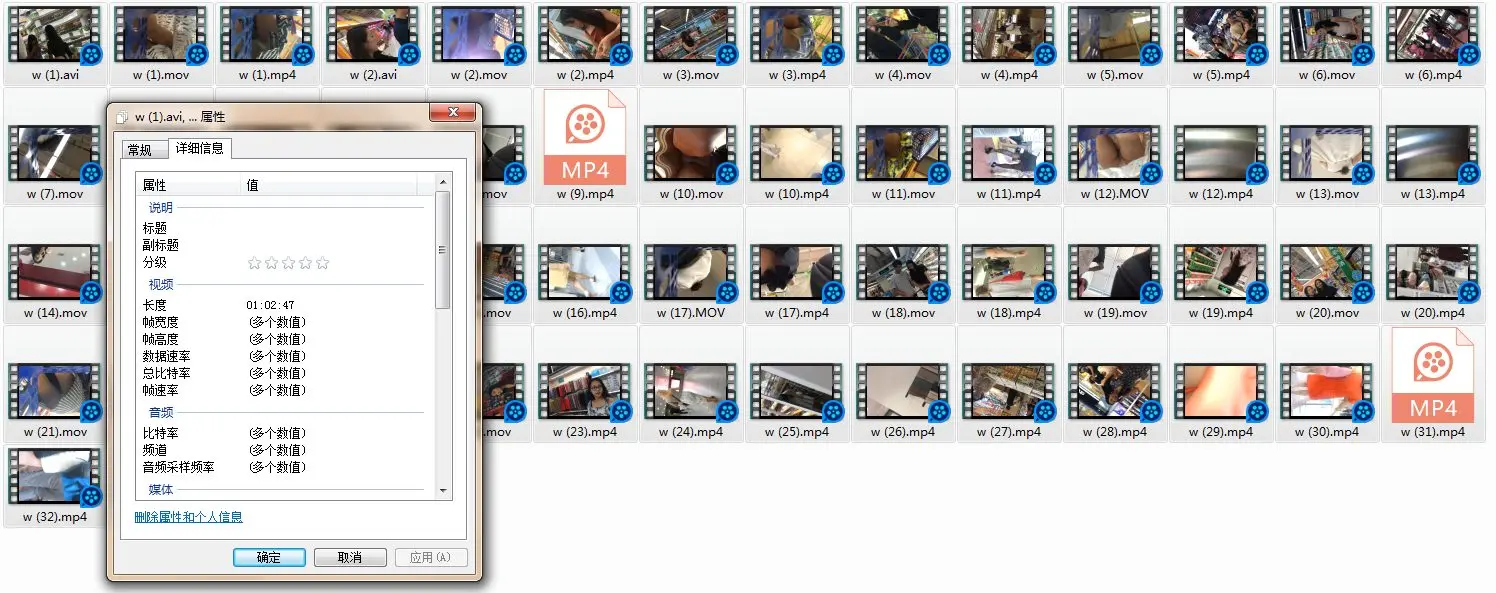 w (1).avi
w (1).mov
w (1).mp4
w (2).avi
w (2).mov
w (2).mp4
w (3).mov
w (3).mp4
w (4).mov
w (4).mp4
w (5).mov
w (5).mp4
w (6).mov
w (6).mp4
w (7).mov
mov
MP4
w (9).mp4
w (10).mov
w (10).mp4
w (11).mov
w (11).mp4
w (12).MOV
w (12).mp4
w (13).mov
w (13).mp4
w (14).mov
.mov
w (16).mp4
w (17).MOV
w (17).mp4
w (18).mov
w (18).mp4
w (19).mov
w (19).mp4
w (20).mov
w (20).mp4
w (21).mov
.mov
w (23).mp4
w (24).mp4
w (25).mp4
w (26).mp4
w (27).mp4
w (28).mp4
w (29).mp4
w (30).mp4
MP4
w (31).mp4
w (32).mp4
w (1).avi, ... 属性
常规 详细信息
属性 值
说明
标题
副标题
分级
视频
长度 01:02:47
帧宽度 (多个数值)
帧高度 (多个数值)
数据速率 (多个数值)
总比特率 (多个数值)
帧速率 (多个数值)
音频
比特率 (多个数值)
频道 (多个数值)
音频采样频率 (多个数值)
媒体
删除属性和个人信息
确定 取消 应用(A)